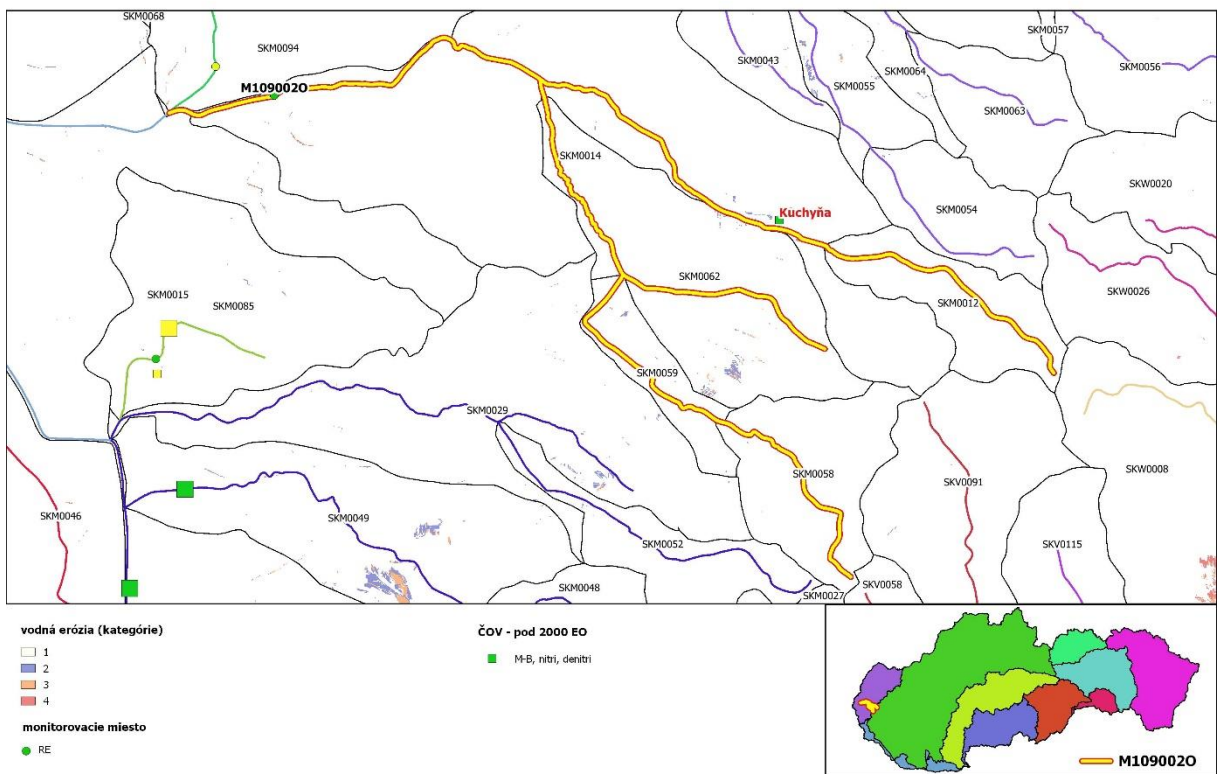 SKM0068
SKM0094
M109002O
SKM0043
SKM0055
SKM0064
SKM0057
SKM0056
SKM0063
SKM0014
SKW0020
SKM0054
Kuchyňa
SKM0062
SKM0012
SKW0026
SKM0015
SKM0085
SKM0059
SKM0029
SKM0058
SKV0091
SKW0008
SKM0046
SKM0049
SKM0052
SKV0115
SKM0048
SKM0027
SKV0058
vodná erózia (kategórie)
1
2
3
4
monitorovacie miesto
RE
ČOV - pod 2000 EO
M-B, nitri, denitri
M109002O